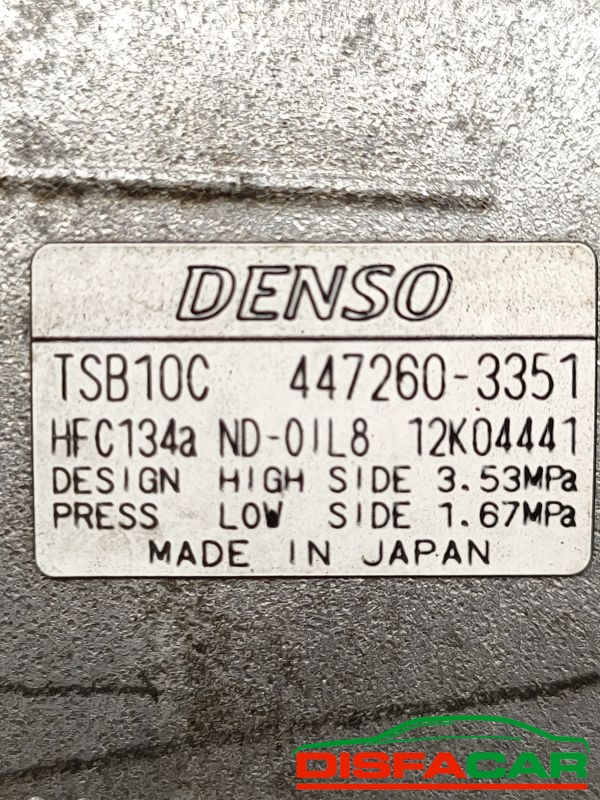 DENSO
TSB10C 447260-3351
HFC134a ND-OIL8 12K04441
DESIGN HIGH SIDE 3.53MPa
PRESS LOW SIDE 1.67MPa
MADE IN JAPAN
DISFACAR